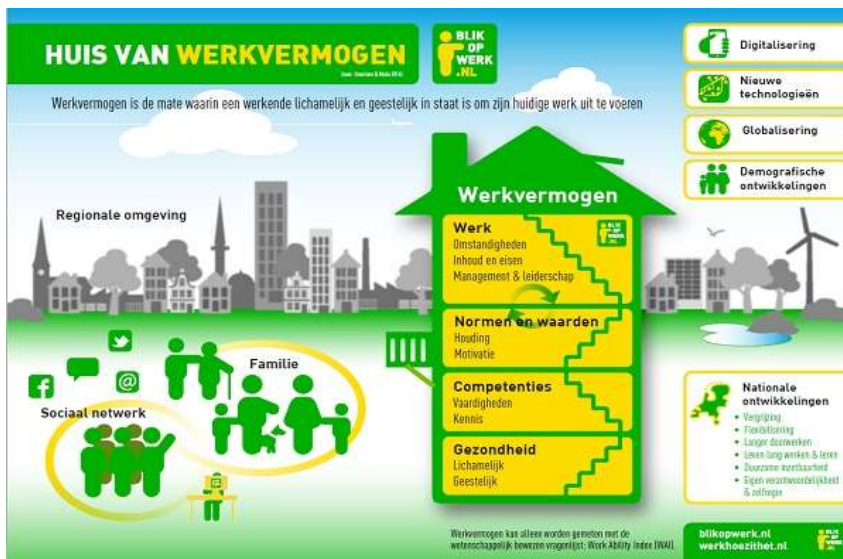 HUIS VAN WERKVERMOGEN
BLIK
OP
WERK
.NL
Werkvermogen is de mate waarin een werkende lichamelijk en geestelijk in staat is om zijn huidige werk uit te voeren
Digitalisering
Nieuwe
technologieën
Globalisering
Demografische
ontwikkelingen
Regionale omgeving
Werkvermogen
Werk
Omstandigheden
Inhoud en eisen
Management & leiderschap
BLIK
OP
WERK
.NL
Normen en waarden
Houding
Motivatie
Competenties
Vaardigheden
Kennis
Gezondheid
Lichamelijk
Geestelijk
Familie
@
Sociaal netwerk
@
Nationale
ontwikkelingen
• Vergrijzing
• Flexibilisering
• Langer doorwerken
• Leven lang werken & leren
• Duurzame inzetbaarheid
• Eigen verantwoordelijkheid
& zelfregie
Werkvermogen kan alleen worden gemeten met de
wetenschappelijk bewezen vragenlijst: Work Ability Index (WAI).
blikopwerk.nl
werkhoezithet.nl